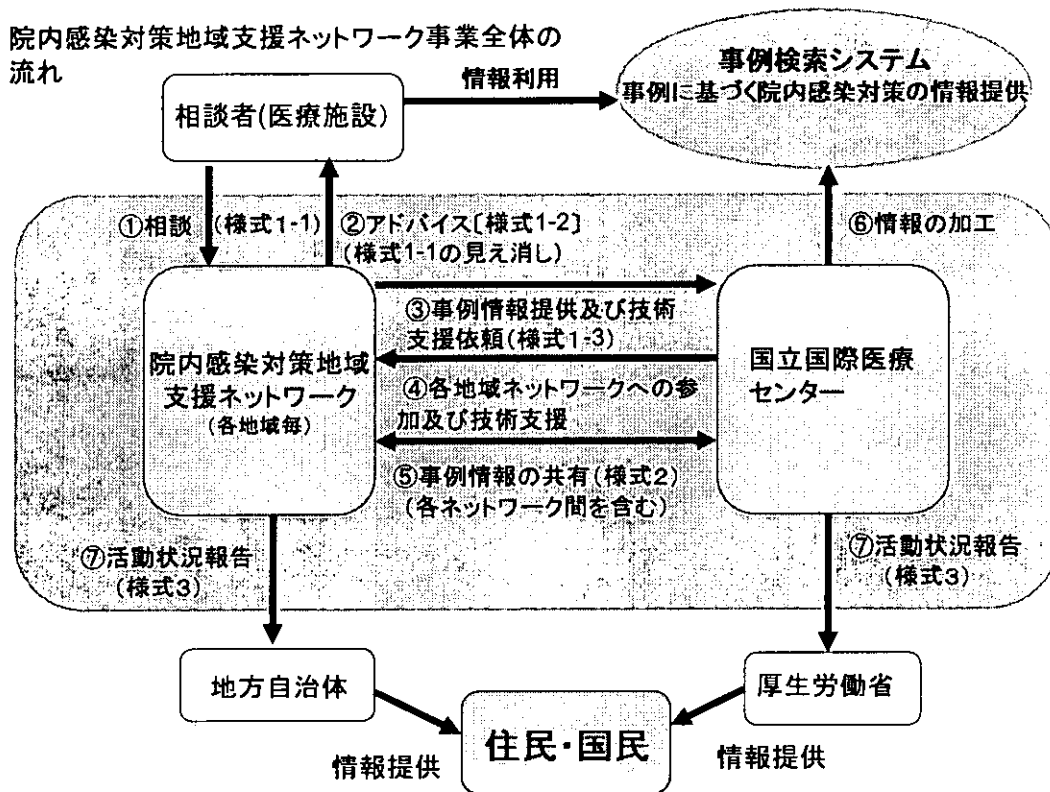 院内感染対策地域支援ネットワーク事業全体の
流れ
情報利用
相談者(医療施設)
事例検索システム
事例に基づく院内感染対策の情報提供
①相談 (様式1-1)
②アドバイス[様式1-2]
(様式1-1の見え消し)
⑥情報の加工
③事例情報提供及び技術
支援依頼(様式1-3)
院内感染対策地域
支援ネットワーク
(各地域毎)
国立国際医療
センター
④各地域ネットワークへの参
加及び技術支援
⑤事例情報の共有(様式2)
(各ネットワーク間を含む)
⑦活動状況報告
(様式3)
⑦活動状況報告
(様式3)
地方自治体
厚生労働省
住民・国民
情報提供
情報提供